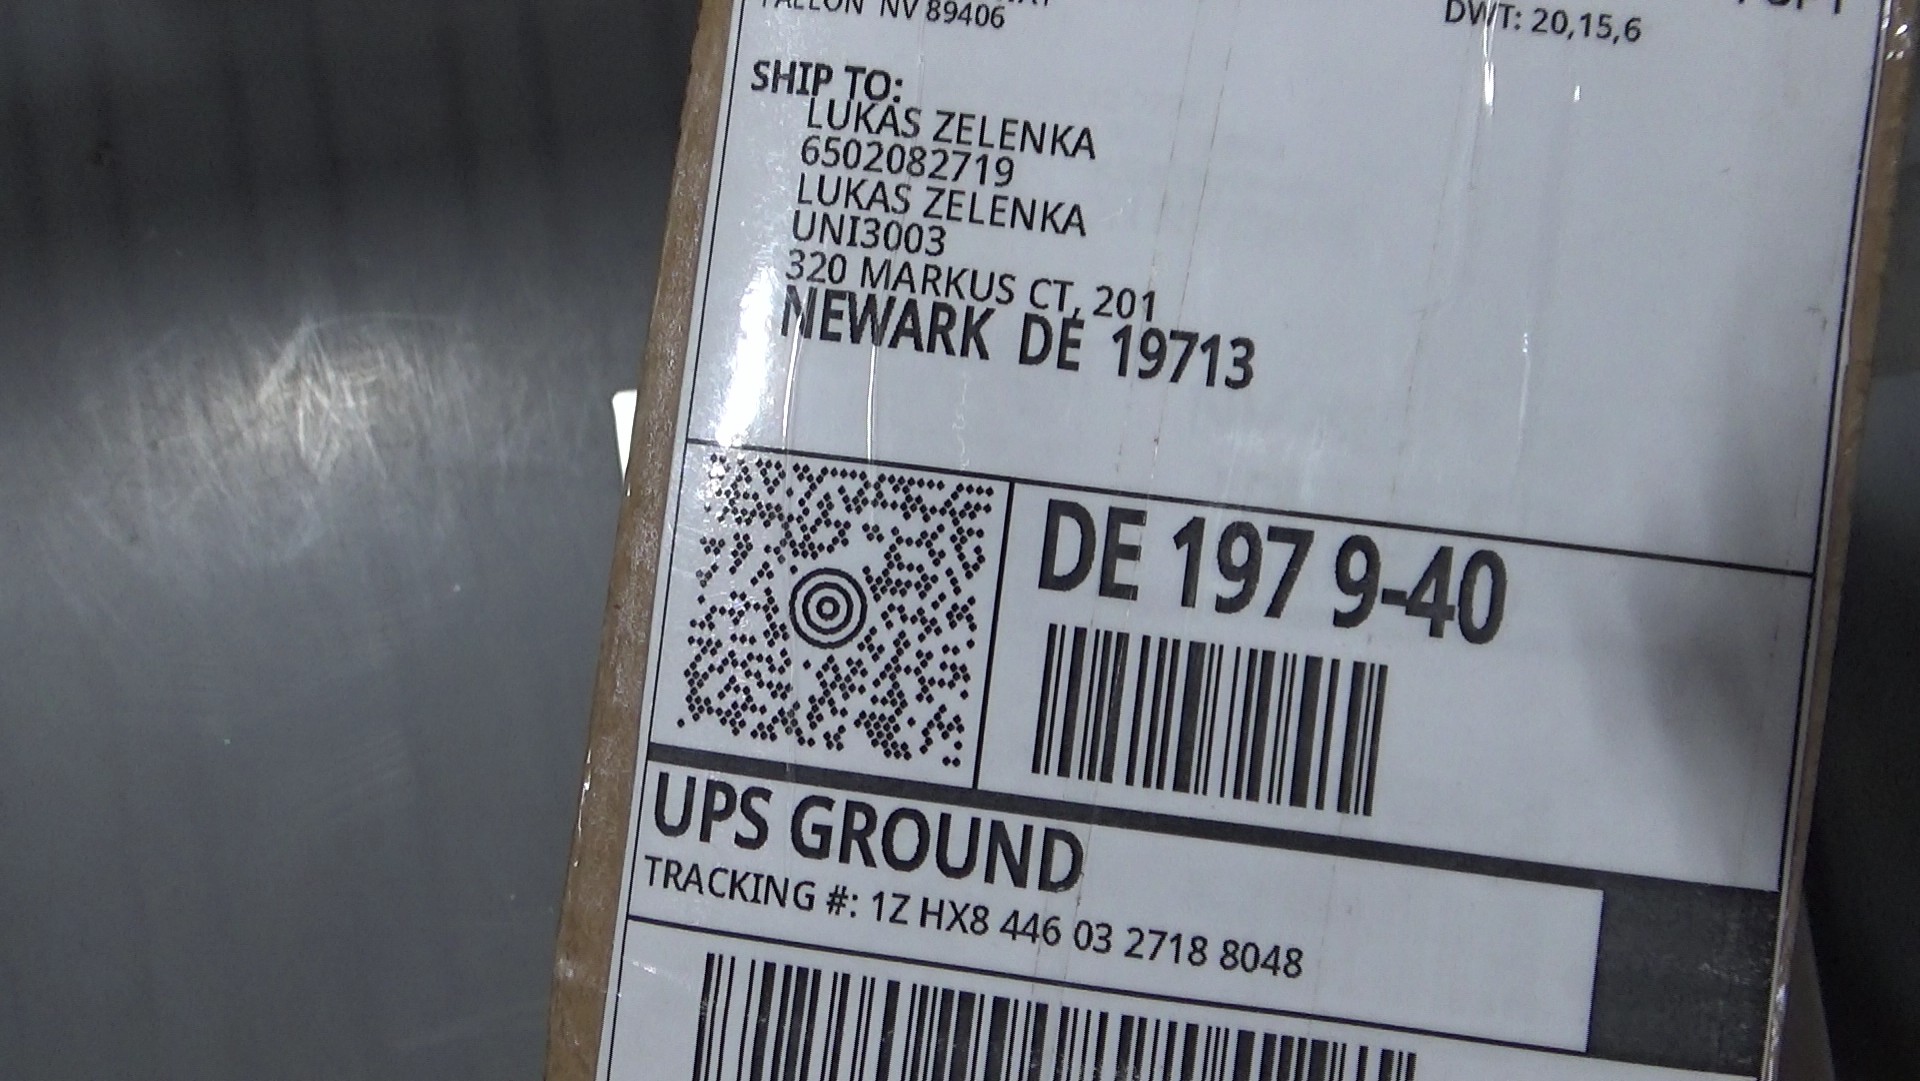 FALLON NV 89406
DWT: 20,15,6
SHIP TO:
LUKAS ZELENKA
6502082719
LUKAS ZELENKA
UNI3003
320 MARKUS CT, 201
NEWARK DE 19713
DE 197 9-40
UPS GROUND
TRACKING #: 1Z HX8 446 03 2718 8048